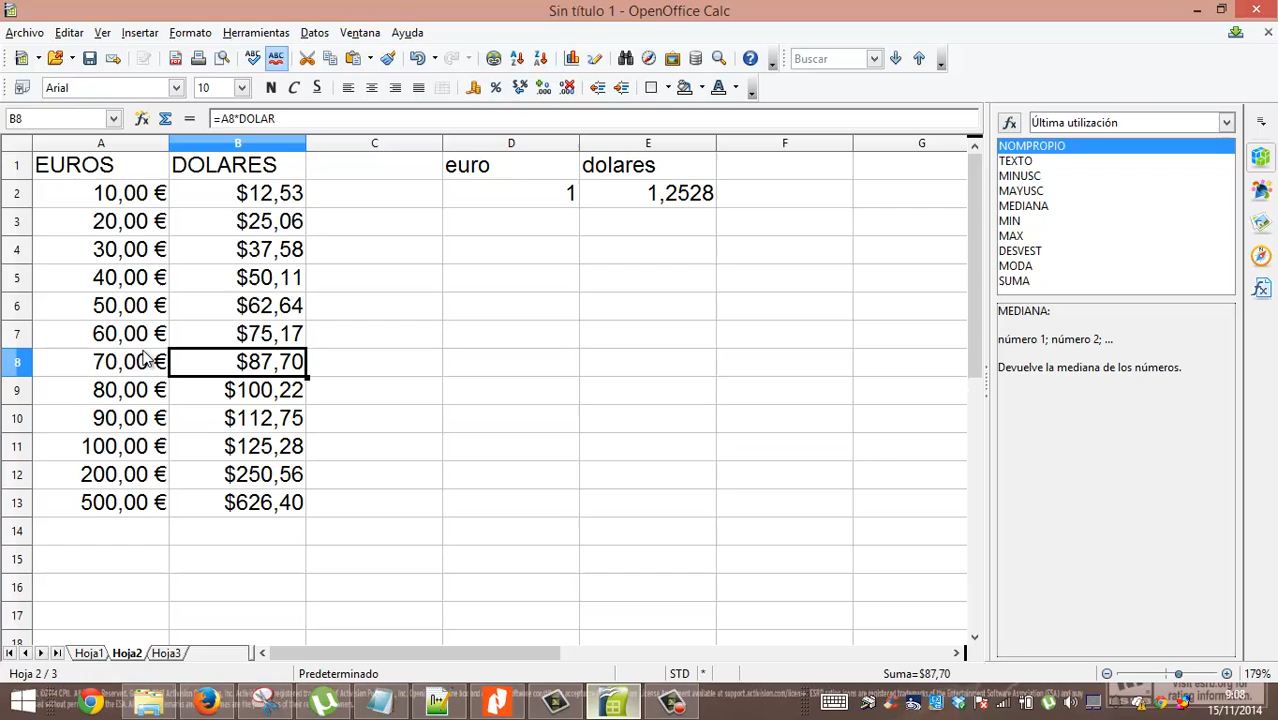 Sin título 1 - OpenOffice Calc
Archivo Editar Ver Insertar Formato Herramientas Datos Ventana Ayuda
Buscar
Arial 10
B8 =A8*DOLAR
Última utilización
A B C D E F G
1 EUROS DOLARES euro dolares
2 10,00 € $12,53 1 1,2528
3 20,00 € $25,06
4 30,00 € $37,58
5 40,00 € $50,11
6 50,00 € $62,64
7 60,00 € $75,17
8 70,00 € $87,70
9 80,00 € $100,22
10 90,00 € $112,75
11 100,00 € $125,28
12 200,00 € $250,56
13 500,00 € $626,40
14
15
16
17
18
NOMPROPIO
TEXTO
MINUSC
MAYUSC
MEDIANA
MIN
MAX
DESVEST
MODA
SUMA
MEDIANA:
número 1; número 2; ...
Devuelve la mediana de los números.
Hoja1 Hoja2 Hoja3
Hoja 2 / 3 Predeterminado STD * Suma=$87,70 179%
9:08
15/11/2014